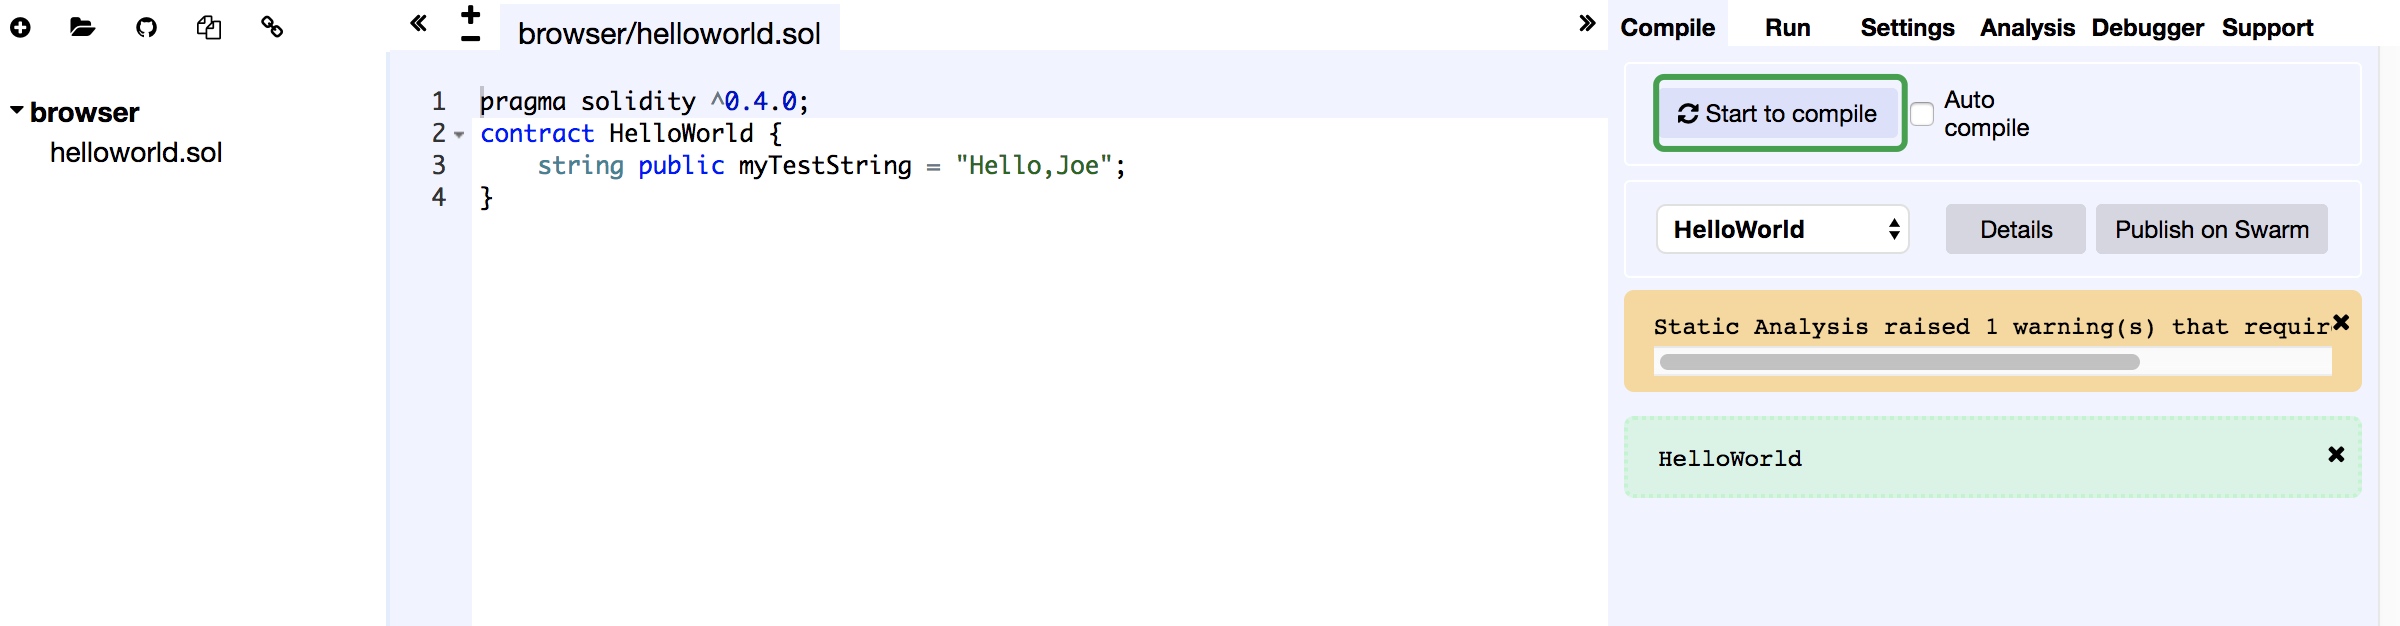 browser
helloworld.sol
browser/helloworld.sol
1 pragma solidity ^0.4.0;
2 contract HelloWorld {
3 string public myTestString = "Hello,Joe";
4 }
Compile Run Settings Analysis Debugger Support
Start to compile
Auto
compile
HelloWorld Details Publish on Swarm
Static Analysis raised 1 warning(s) that requir
HelloWorld